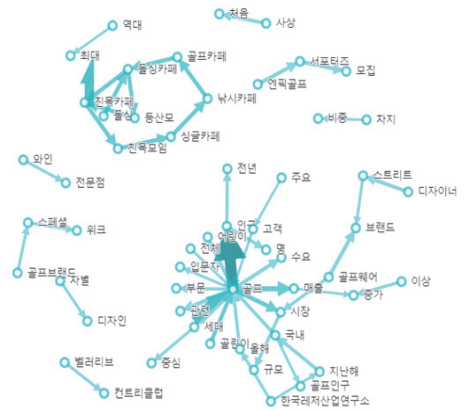 처음
역대
사상
최대
돌싱카페
골프카페
서포터즈
모집
엔픽골프
친목카페
낚시카페
돌싱
등산모
비중
차지
싱글카페
친목모임
와인
전년
주요
스트리트
전문점
디자이너
스페셜
위크
인구
고객
브랜드
어린이
전체
명
수요
입문자
골프브랜드
차별
골프웨어
이상
부문
골프
매출
증가
관련
시장
디자인
세대
국내
골린이
올해
벨러리브
중심
규모
지난해
골프인구
컨트리클럽
한국레저산업연구소